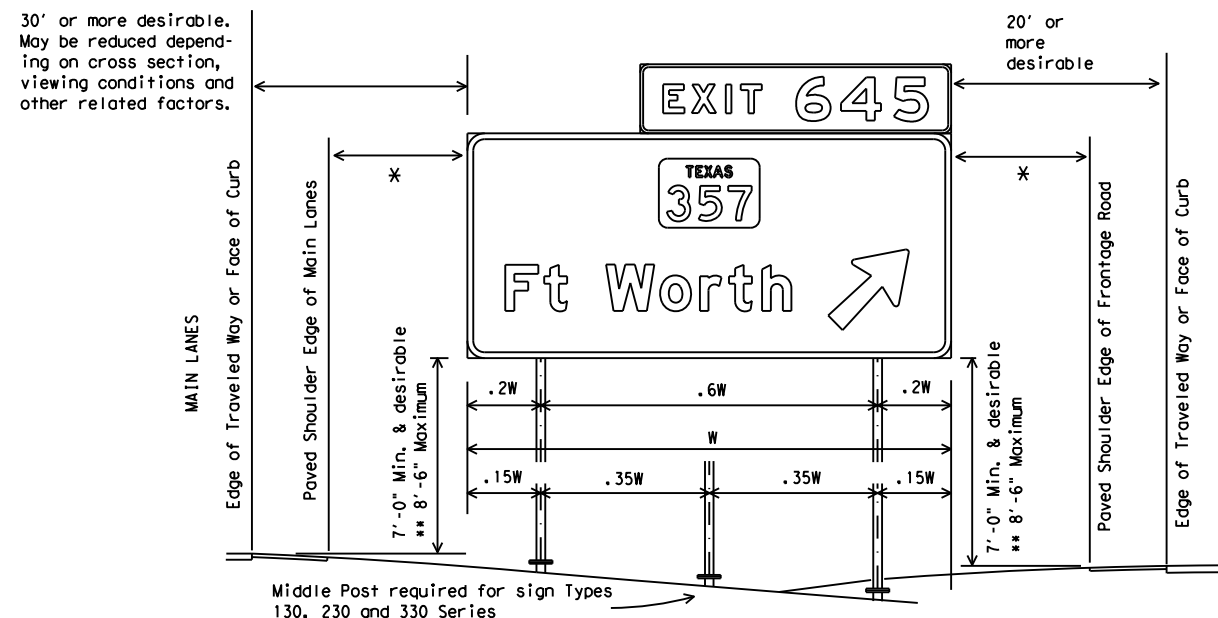 30' or more desirable.
May be reduced depend-
ing on cross section,
viewing conditions and
other related factors.
20' or
more
desirable
EXIT 645
*
*
TEXAS
357
Ft Worth
MAIN LANES
Edge of Traveled Way or Face of Curb
Paved Shoulder Edge of Main Lanes
7'-0" Min. & desirable
** 8'-6" Maximum
7'-0" Min. & desirable
** 8'-6" Maximum
Paved Shoulder Edge of Frontage Road
Edge of Traveled Way or Face of Curb
.2W .6W .2W
W
.15W .35W .35W .15W
Middle Post required for sign Types
130, 230 and 330 Series